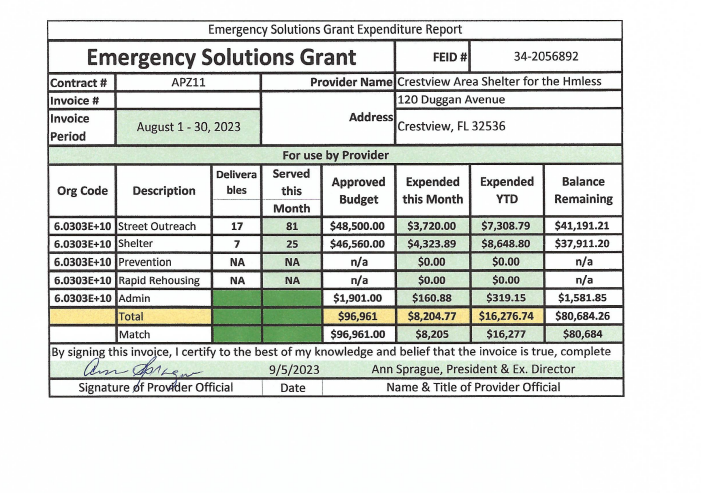 Emergency Solutions Grant Expenditure Report
Emergency Solutions Grant FEID # 34-2056892
Contract # APZ11 Provider Name Crestview Area Shelter for the Hmless
Invoice # Address 120 Duggan Avenue
Invoice Period August 1 - 30, 2023 Crestview, FL 32536
For use by Provider
Org Code Description Delivera bles Served this Month Approved Budget Expended this Month Expended YTD Balance Remaining
6.0303E+10 Street Outreach 17 81 $48,500.00 $3,720.00 $7,308.79 $41,191.21
6.0303E+10 Shelter 7 25 $46,560.00 $4,323.89 $8,648.80 $37,911.20
6.0303E+10 Prevention NA NA n/a $0.00 $0.00 n/a
6.0303E+10 Rapid Rehousing NA NA n/a $0.00 $0.00 n/a
6.0303E+10 Admin $1,901.00 $160.88 $319.15 $1,581.85
Total $96,961 $8,204.77 $16,276.74 $80,684.26
Match $96,961.00 $8,205 $16,277 $80,684
By signing this invoice, I certify to the best of my knowledge and belief that the invoice is true, complete
Ann Sprague 9/5/2023 Ann Sprague, President & Ex. Director
Signature of Provider Official Date Name & Title of Provider Official